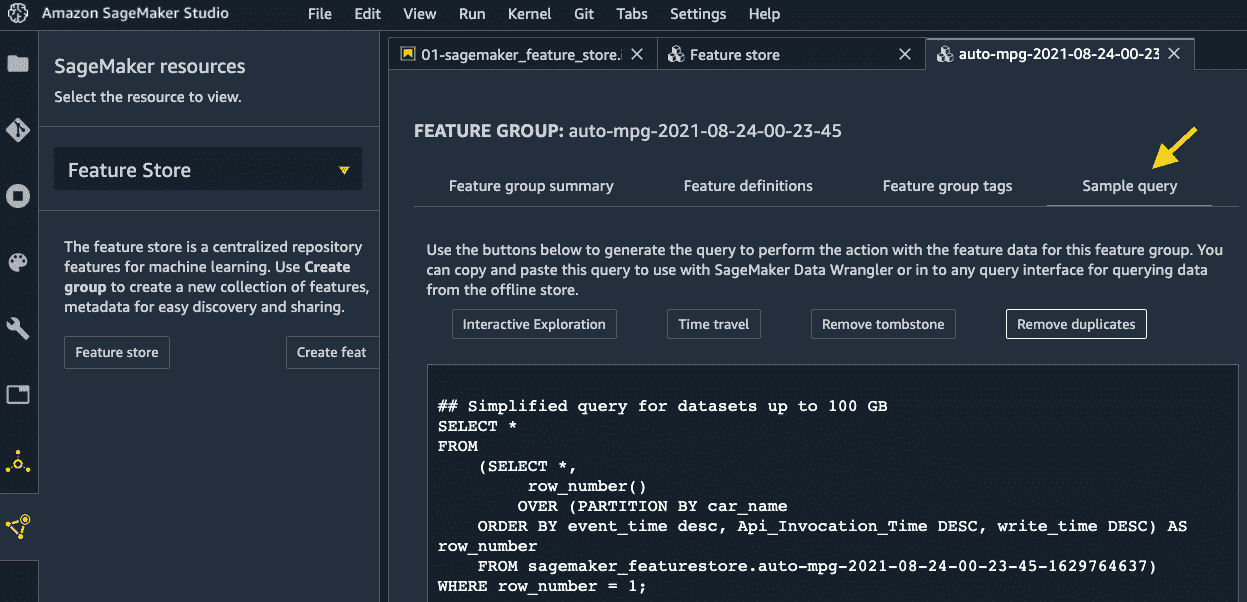 Amazon SageMaker Studio File Edit View Run Kernel Git Tabs Settings Help
SageMaker resources
Select the resource to view.
Feature Store
The feature store is a centralized repository
features for machine learning. Use Create
group to create a new collection of features,
metadata for easy discovery and sharing.
Feature store Create feat
01-sagemaker_feature_store.i Feature store auto-mpg-2021-08-24-00-23
FEATURE GROUP: auto-mpg-2021-08-24-00-23-45
Feature group summary Feature definitions Feature group tags Sample query
Use the buttons below to generate the query to perform the action with the feature data for this feature group. You
can copy and paste this query to use with SageMaker Data Wrangler or in to any query interface for querying data
from the offline store.
Interactive Exploration Time travel Remove tombstone Remove duplicates
## Simplified query for datasets up to 100 GB
SELECT *
FROM
(SELECT *,
row_number()
OVER (PARTITION BY car_name
ORDER BY event_time desc, Api_Invocation_Time DESC, write_time DESC) AS
row_number
FROM sagemaker_featurestore.auto-mpg-2021-08-24-00-23-45-1629764637)
WHERE row_number = 1;